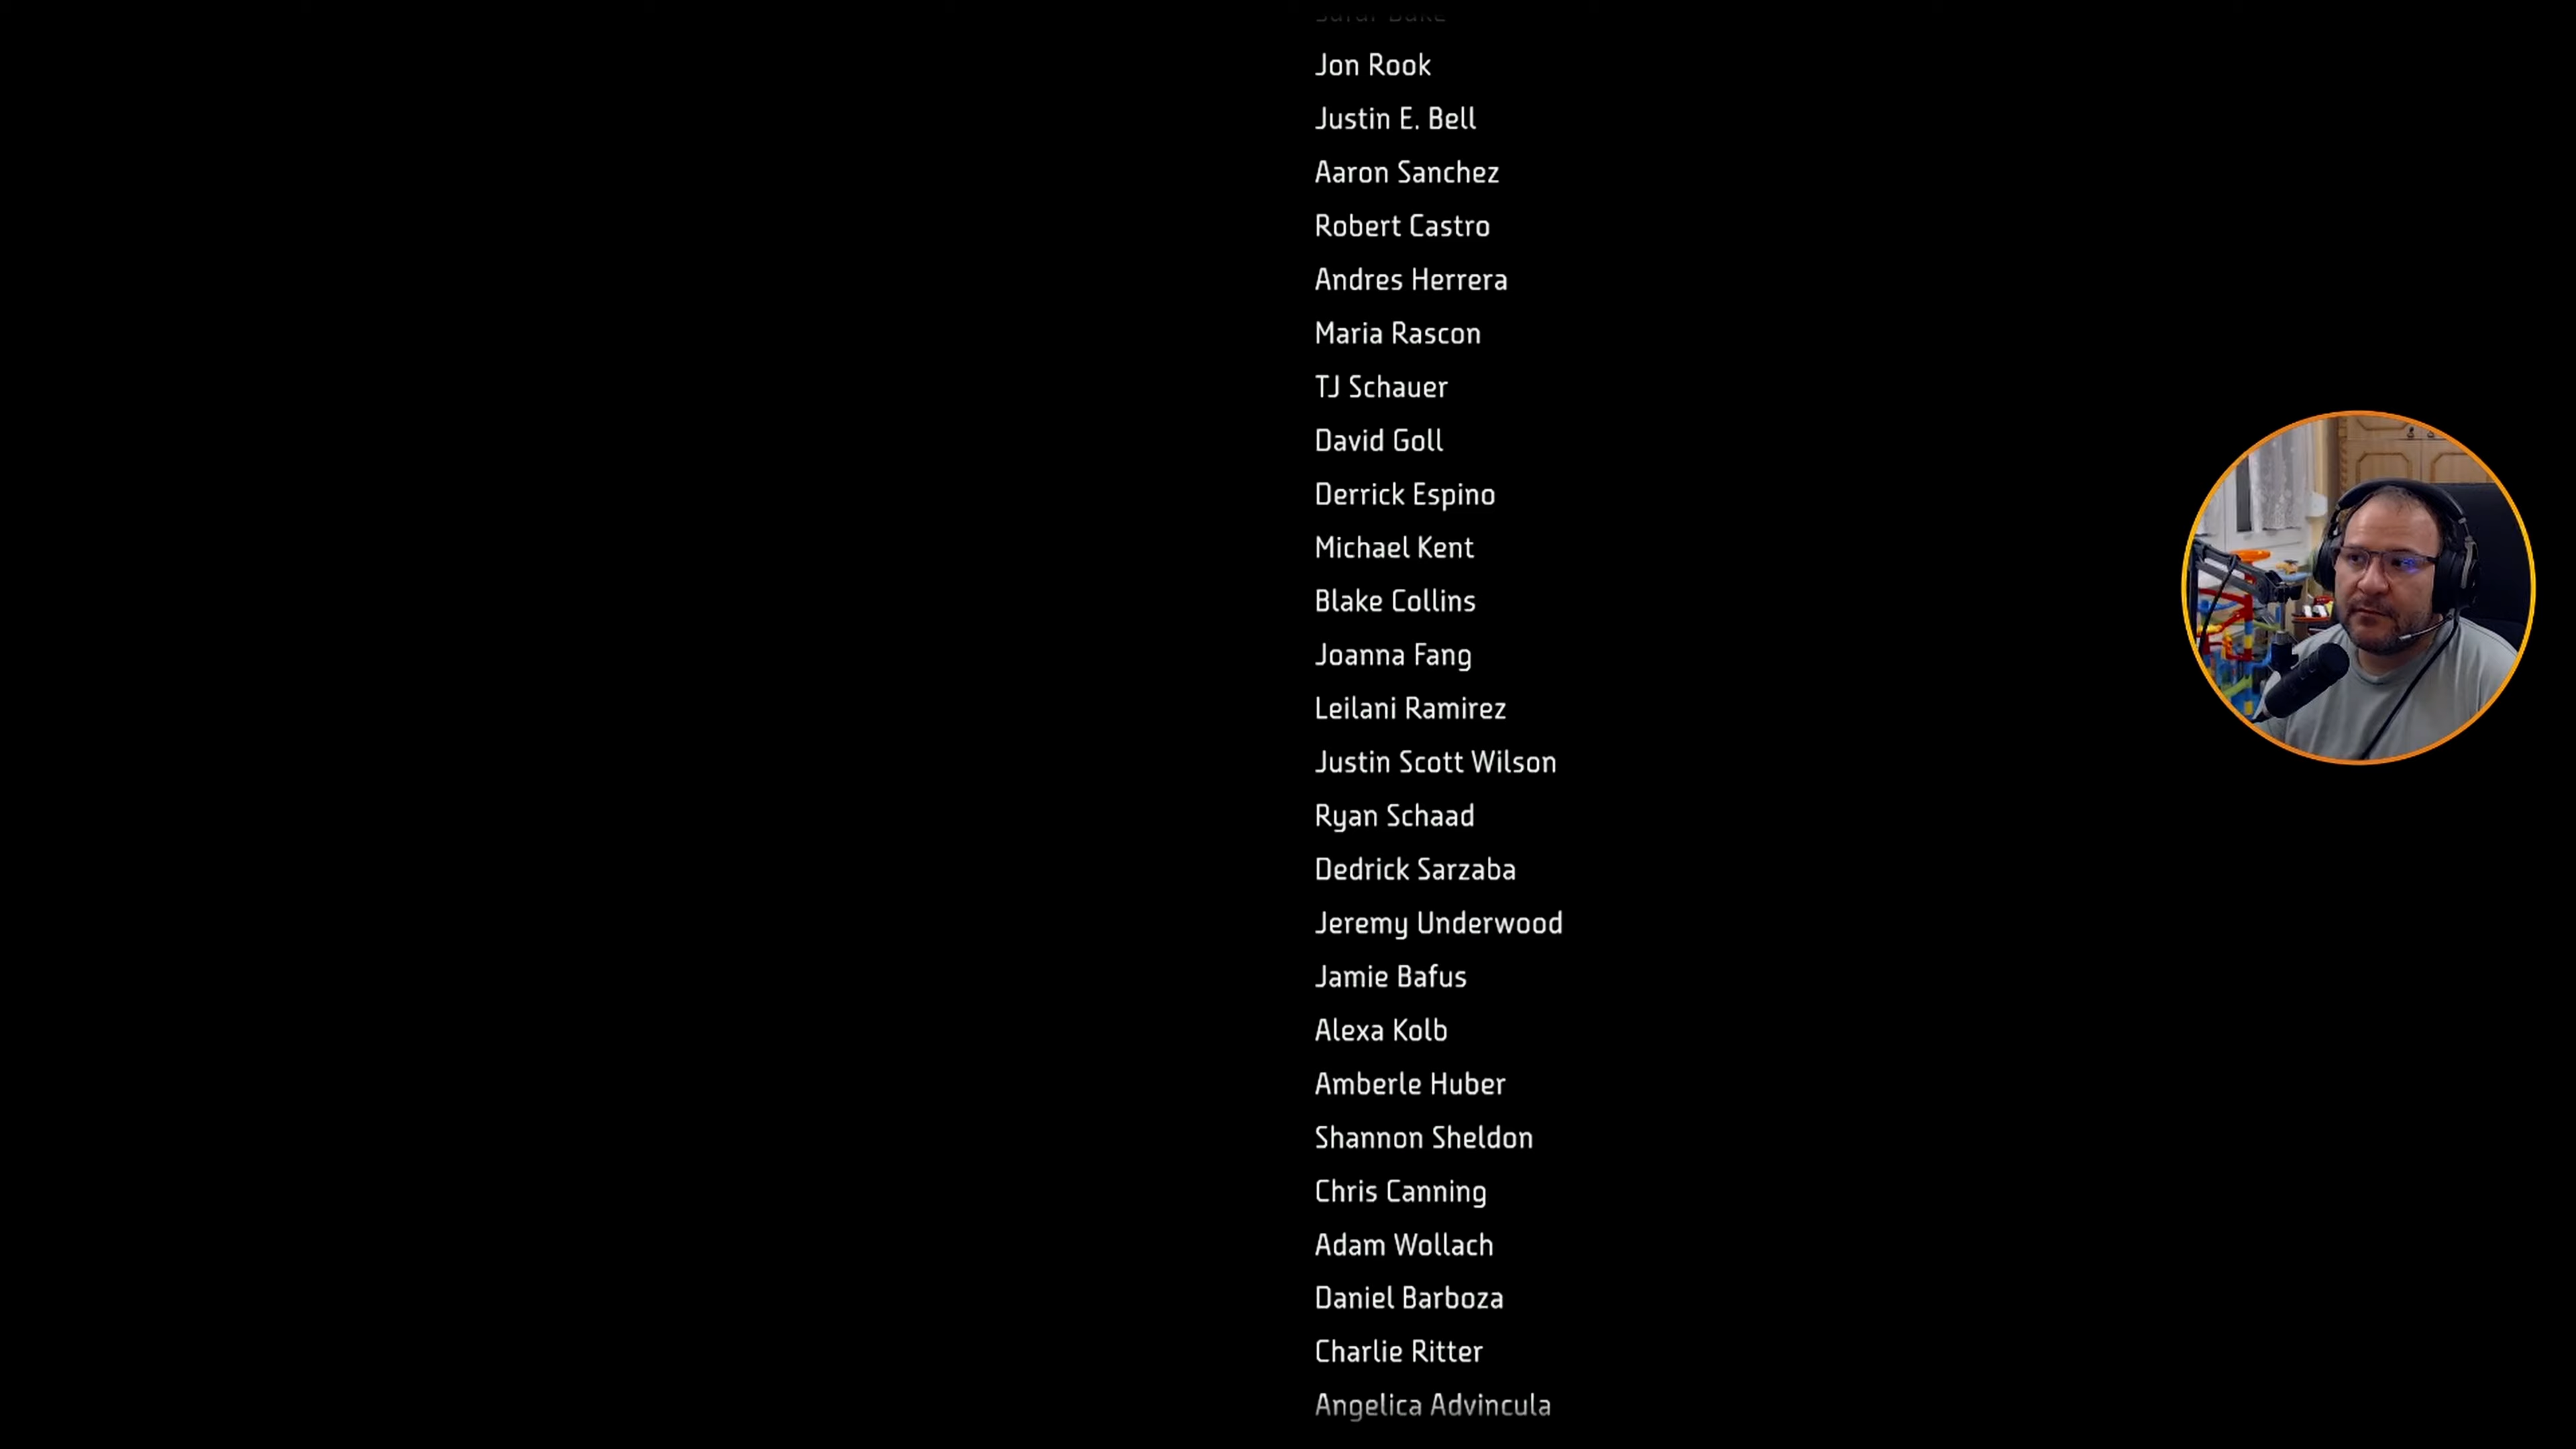 Jon Rook
Justin E. Bell
Aaron Sanchez
Robert Castro
Andres Herrera
Maria Rascon
TJ Schauer
David Goll
Derrick Espino
Michael Kent
Blake Collins
Joanna Fang
Leilani Ramirez
Justin Scott Wilson
Ryan Schaad
Dedrick Sarzaba
Jeremy Underwood
Jamie Bafus
Alexa Kolb
Amberle Huber
Shannon Sheldon
Chris Canning
Adam Wollach
Daniel Barboza
Charlie Ritter
Angelica Advincula